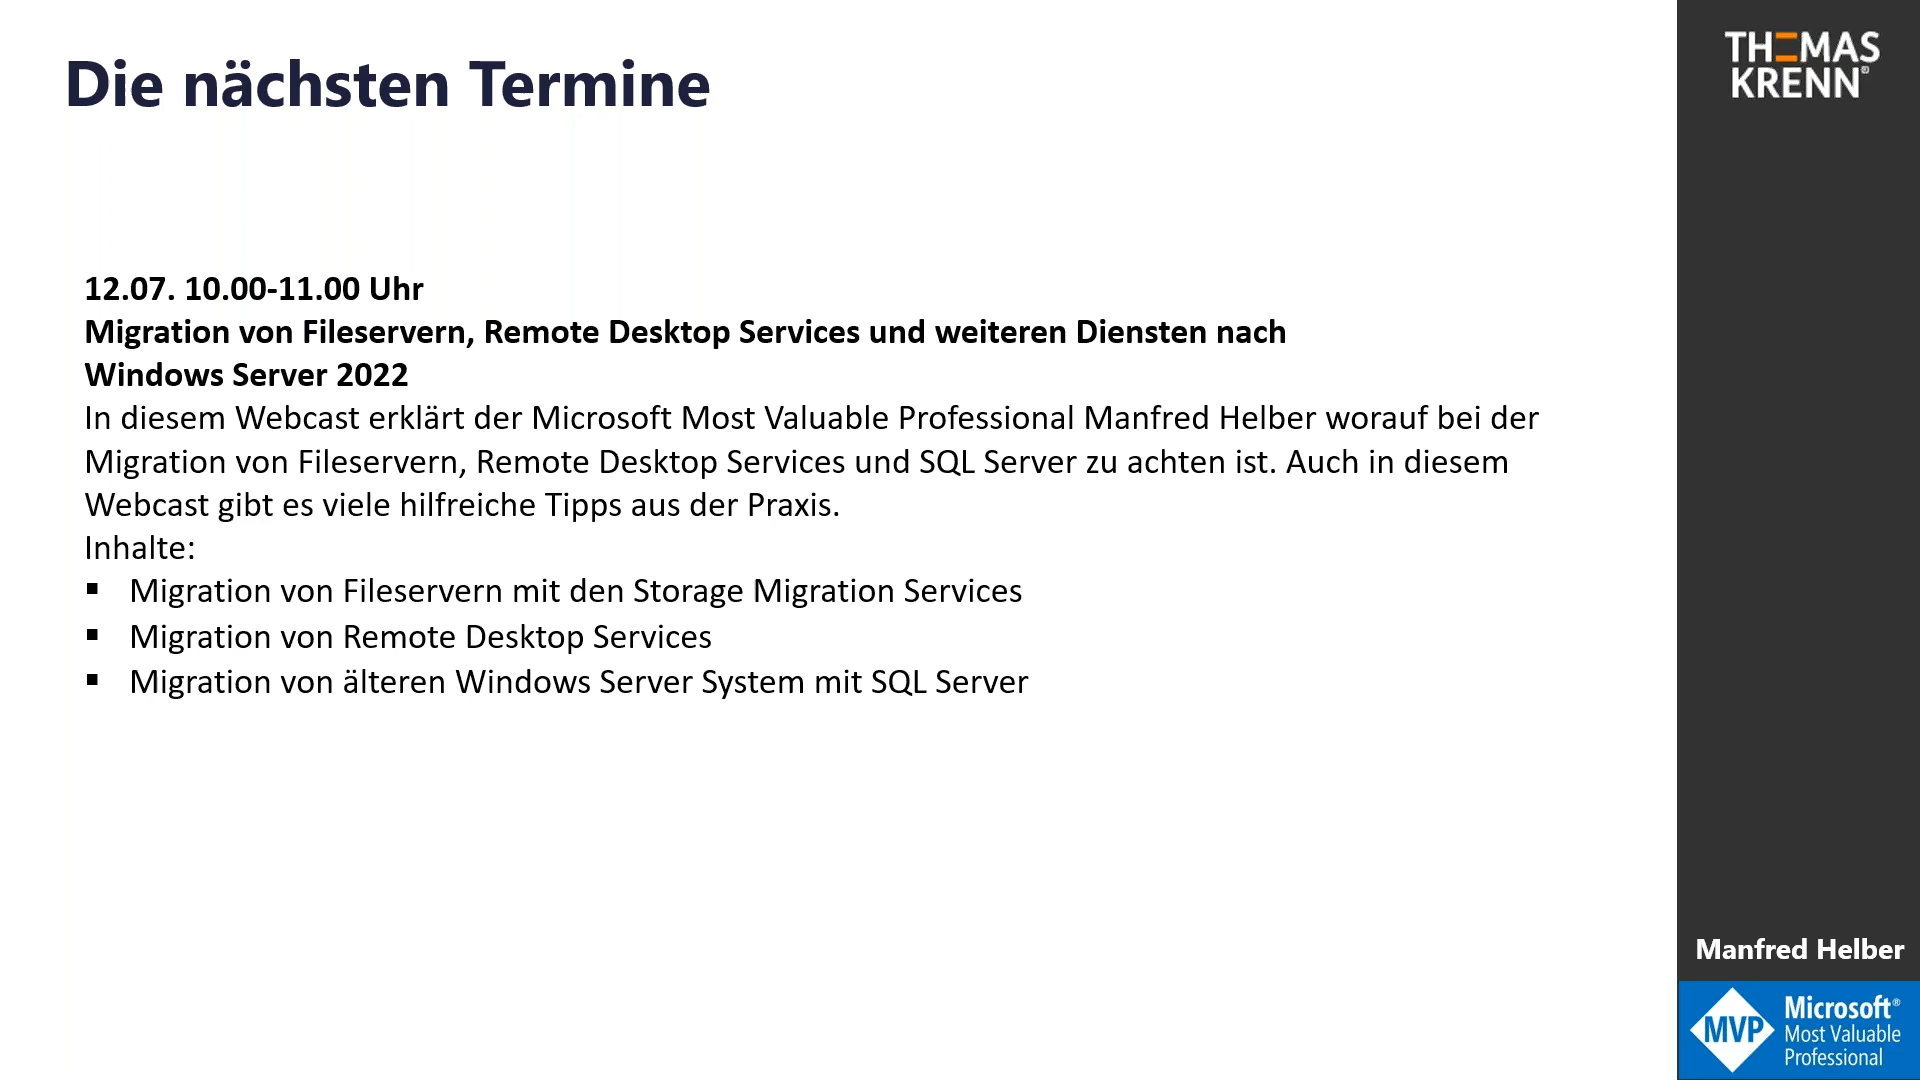 Die nächsten Termine
12.07. 10.00-11.00 Uhr
Migration von Fileservern, Remote Desktop Services und weiteren Diensten nach
Windows Server 2022
In diesem Webcast erklärt der Microsoft Most Valuable Professional Manfred Helber worauf bei der
Migration von Fileservern, Remote Desktop Services und SQL Server zu achten ist. Auch in diesem
Webcast gibt es viele hilfreiche Tipps aus der Praxis.
Inhalte:
▪ Migration von Fileservern mit den Storage Migration Services
▪ Migration von Remote Desktop Services
▪ Migration von älteren Windows Server System mit SQL Server
THOMAS
KRENN®
Manfred Helber
MVP
Microsoft®
Most Valuable
Professional